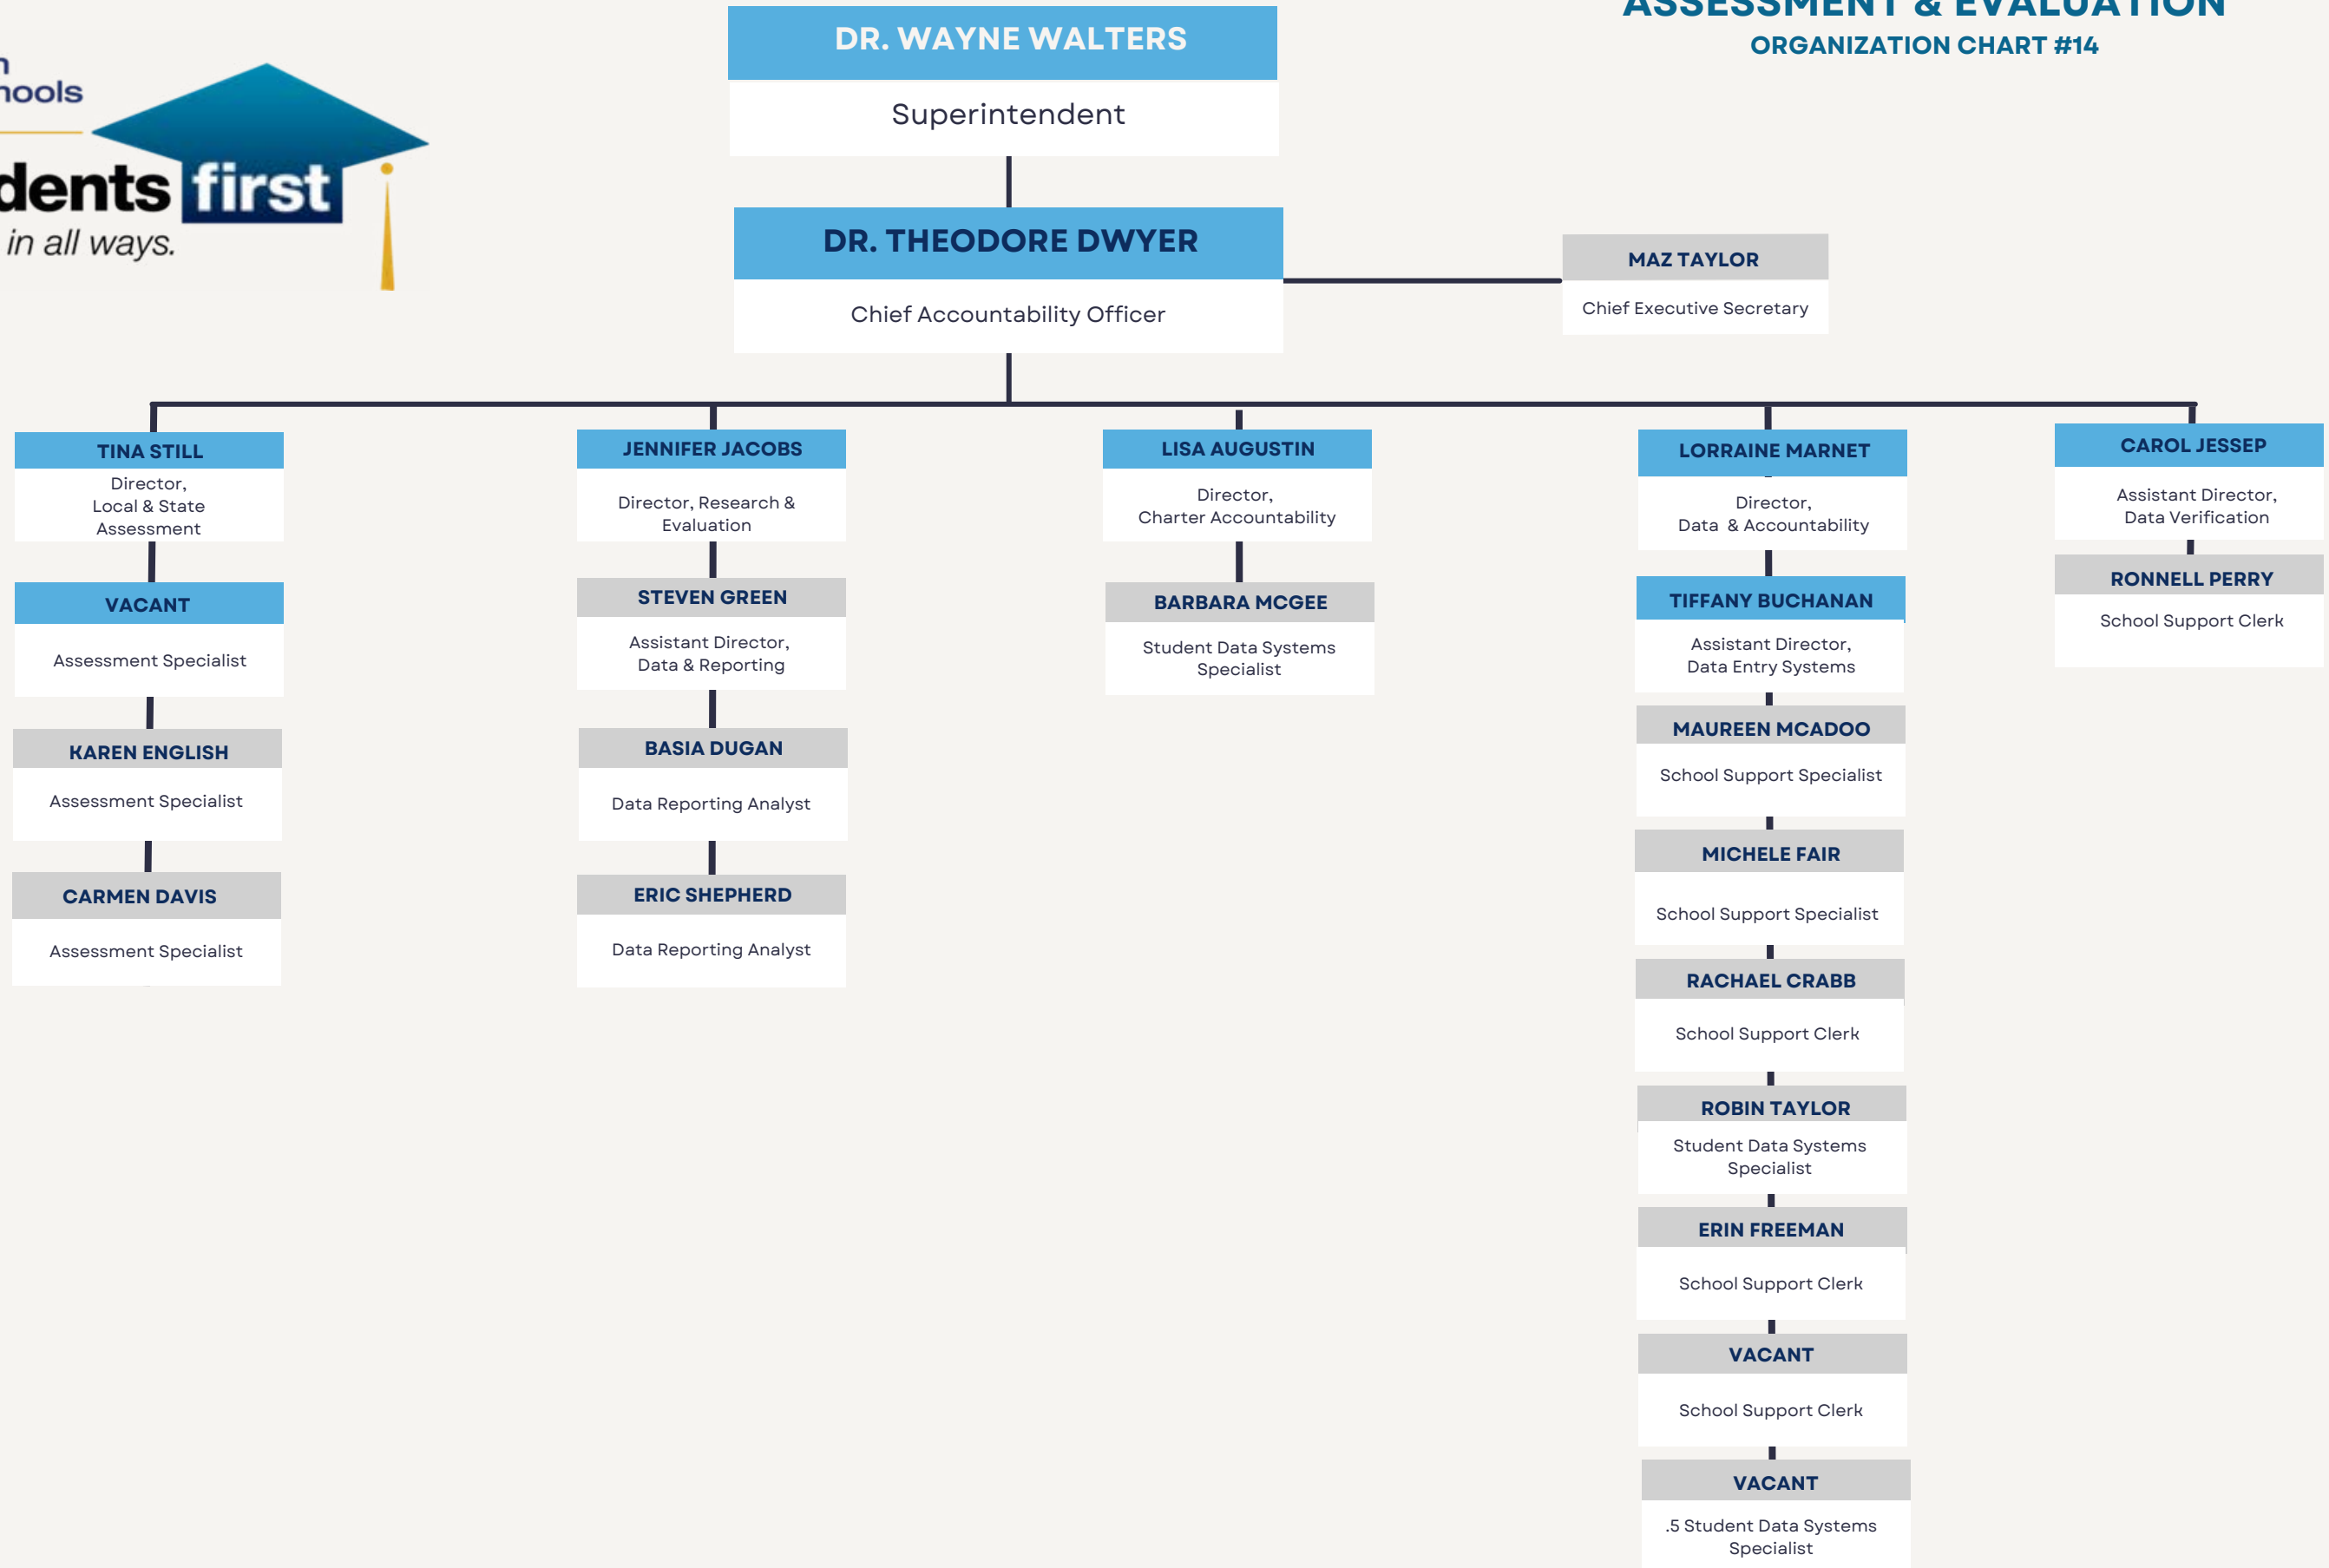 ASSESSMENT & EVALUATION
ORGANIZATION CHART #14
first
in all ways.
DR. WAYNE WALTERS
Superintendent
DR. THEODORE DWYER
Chief Accountability Officer
MAZ TAYLOR
Chief Executive Secretary
TINA STILL
Director,
Local & State
Assessment
VACANT
Assessment Specialist
KAREN ENGLISH
Assessment Specialist
CARMEN DAVIS
Assessment Specialist
JENNIFER JACOBS
Director, Research &
Evaluation
STEVEN GREEN
Assistant Director,
Data & Reporting
BASIA DUGAN
Data Reporting Analyst
ERIC SHEPHERD
Data Reporting Analyst
LISA AUGUSTIN
Director,
Charter Accountability
BARBARA MCGEE
Student Data Systems
Specialist
LORRAINE MARNET
Director,
Data & Accountability
TIFFANY BUCHANAN
Assistant Director,
Data Entry Systems
MAUREEN MCADOO
School Support Specialist
MICHELE FAIR
School Support Specialist
RACHAEL CRABB
School Support Clerk
ROBIN TAYLOR
Student Data Systems
Specialist
ERIN FREEMAN
School Support Clerk
VACANT
School Support Clerk
VACANT
.5 Student Data Systems
Specialist
CAROL JESSEP
Assistant Director,
Data Verification
RONNELL PERRY
School Support Clerk